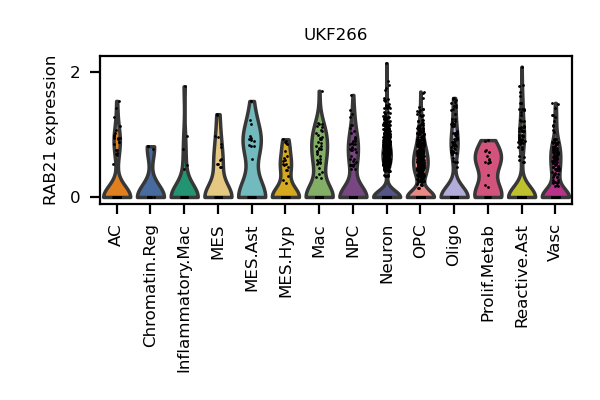 UKF266
RAB21 expression
2
0
AC
Chromatin.Reg
Inflammatory.Mac
MES
MES.Ast
MES.Hyp
Mac
NPC
Neuron
OPC
Oligo
Prolif.Metab
Reactive.Ast
Vasc